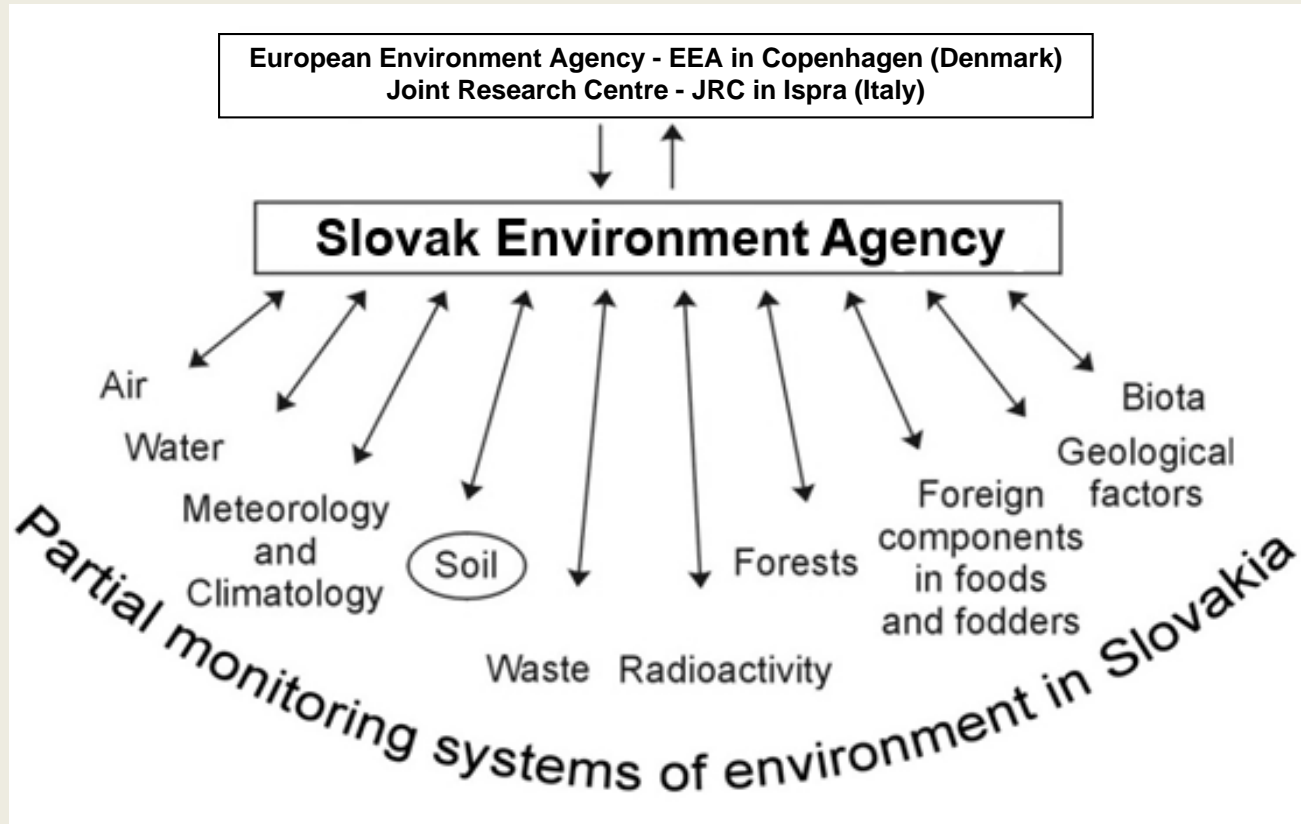 European Environment Agency - EEA in Copenhagen (Denmark)
Joint Research Centre - JRC in Ispra (Italy)
Slovak Environment Agency
Air
Water
Meteorology
and
Climatology
Soil
Waste
Radioactivity
Forests
Foreign
components
in foods
and fodders
Geological
factors
Biota
Partial monitoring systems of environment in Slovakia